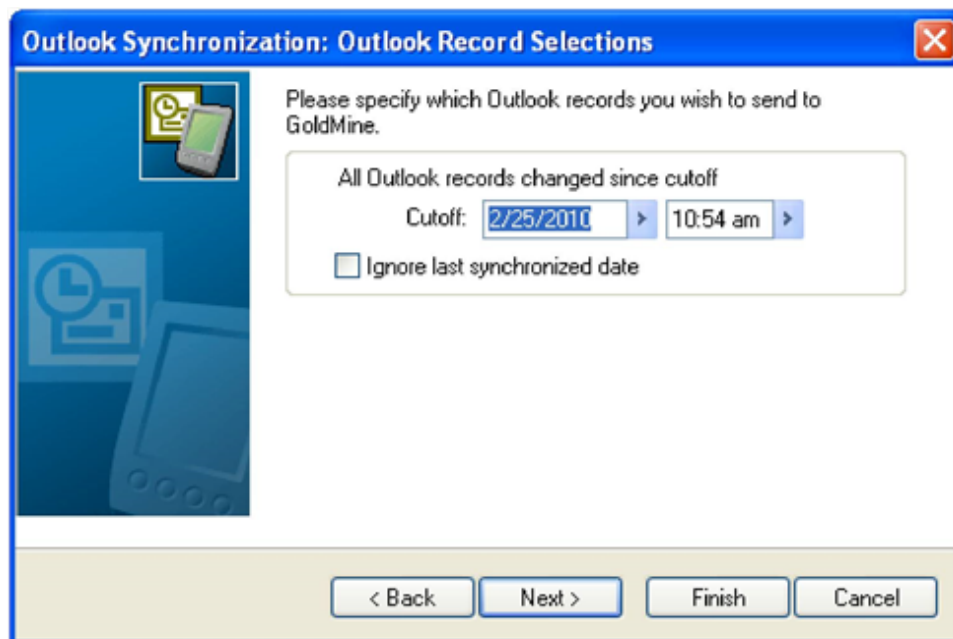 Outlook Synchronization: Outlook Record Selections
Please specify which Outlook records you wish to send to
GoldMine.
All Outlook records changed since cutoff
Cutoff: 2/25/2010 10:54 am
Ignore last synchronized date
< Back Next > Finish Cancel